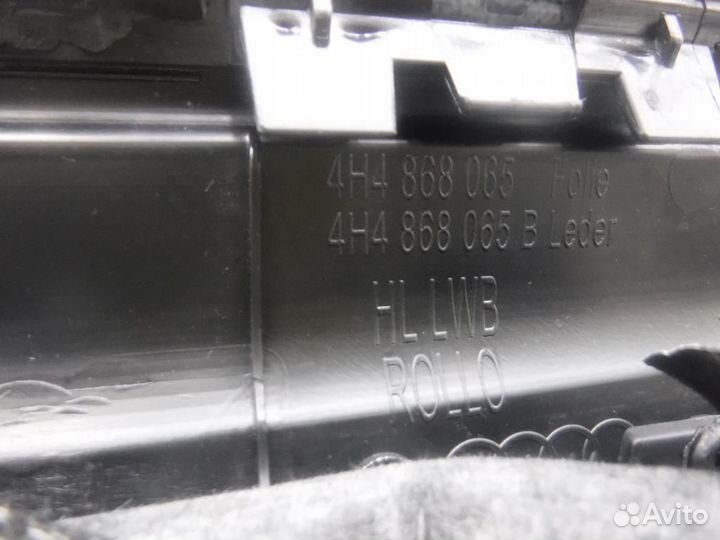 4H4 868 065 Folie
4H4 868 065 B Leder
HL LWB
ROLLO
Avito